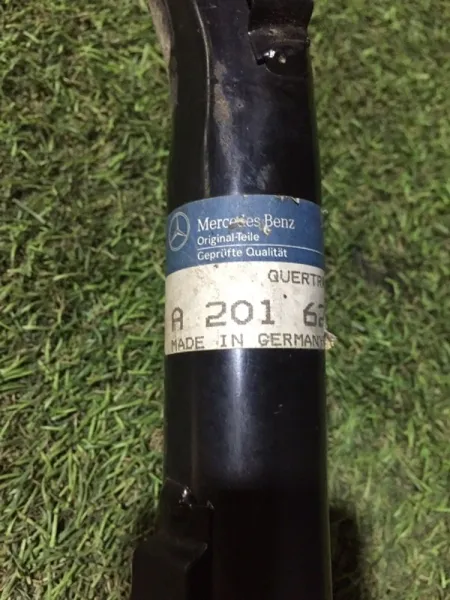 Mercedes-Benz
Original-Teile
Geprüfte Qualität
QUERTR
A 201 62
MADE IN GERMANY